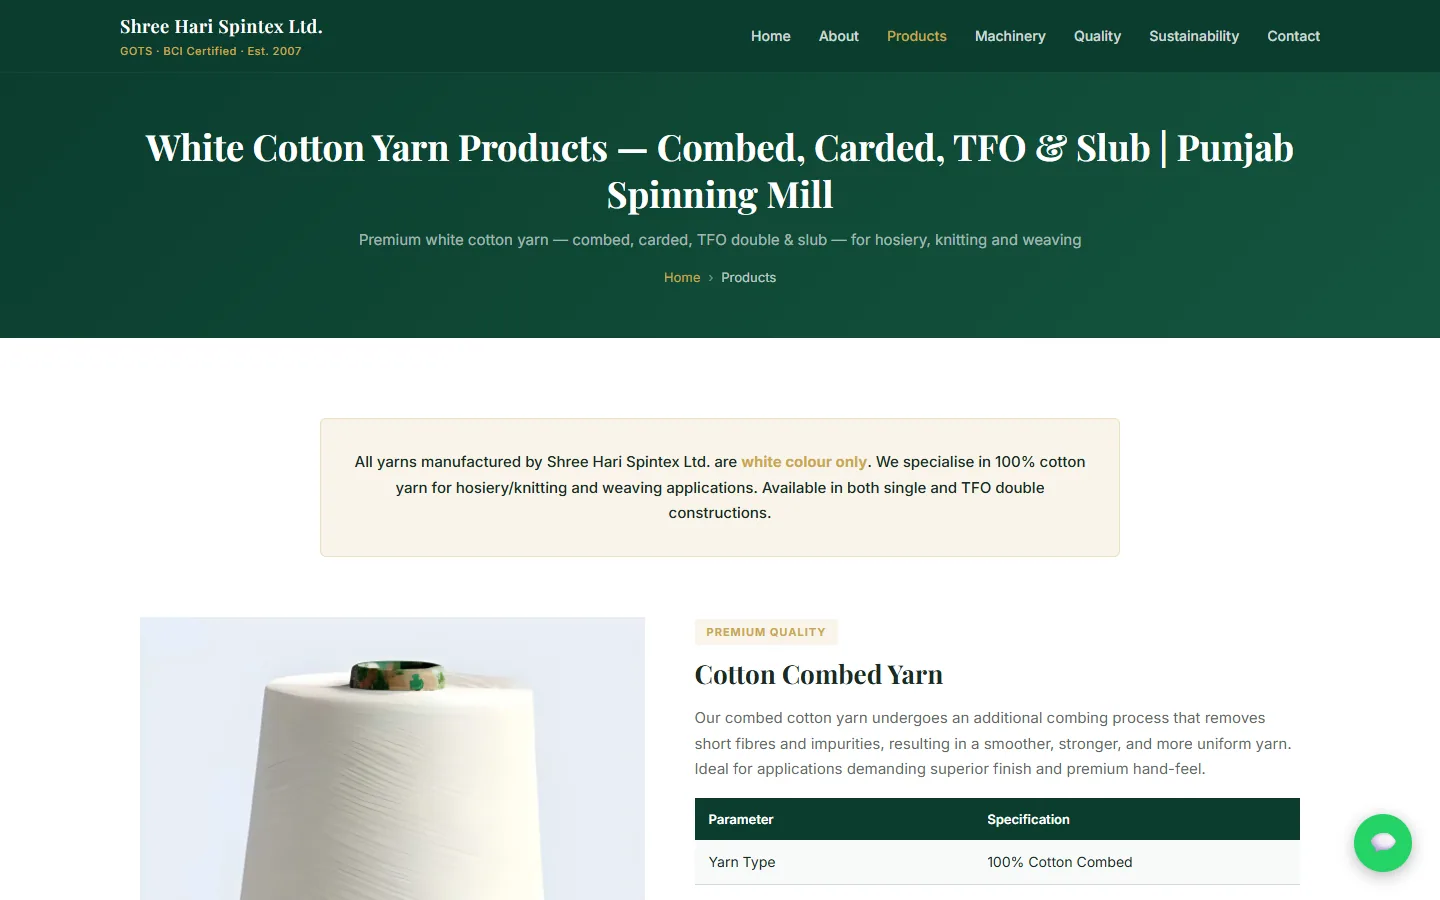 Shree Hari Spintex Ltd.
GOTS · BCI Certified · Est. 2007
Home
About
Products
Machinery
Quality
Sustainability
Contact
White Cotton Yarn Products — Combed, Carded, TFO & Slub | Punjab
Spinning Mill
Premium white cotton yarn — combed, carded, TFO double & slub — for hosiery, knitting and weaving
Home › Products
All yarns manufactured by Shree Hari Spintex Ltd. are white colour only. We specialise in 100% cotton
yarn for hosiery/knitting and weaving applications. Available in both single and TFO double
constructions.
PREMIUM QUALITY
Cotton Combed Yarn
Our combed cotton yarn undergoes an additional combing process that removes
short fibres and impurities, resulting in a smoother, stronger, and more uniform yarn.
Ideal for applications demanding superior finish and premium hand-feel.
Parameter Specification
Yarn Type 100% Cotton Combed